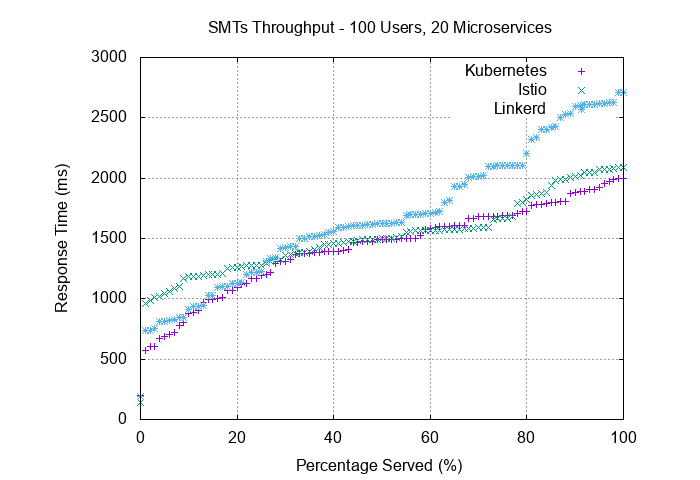 SMTs Throughput - 100 Users, 20 Microservices
3000
2500
2000
1500
1000
500
0
Response Time (ms)
Kubernetes
Istio
Linkerd
0 20 40 60 80 100
Percentage Served (%)